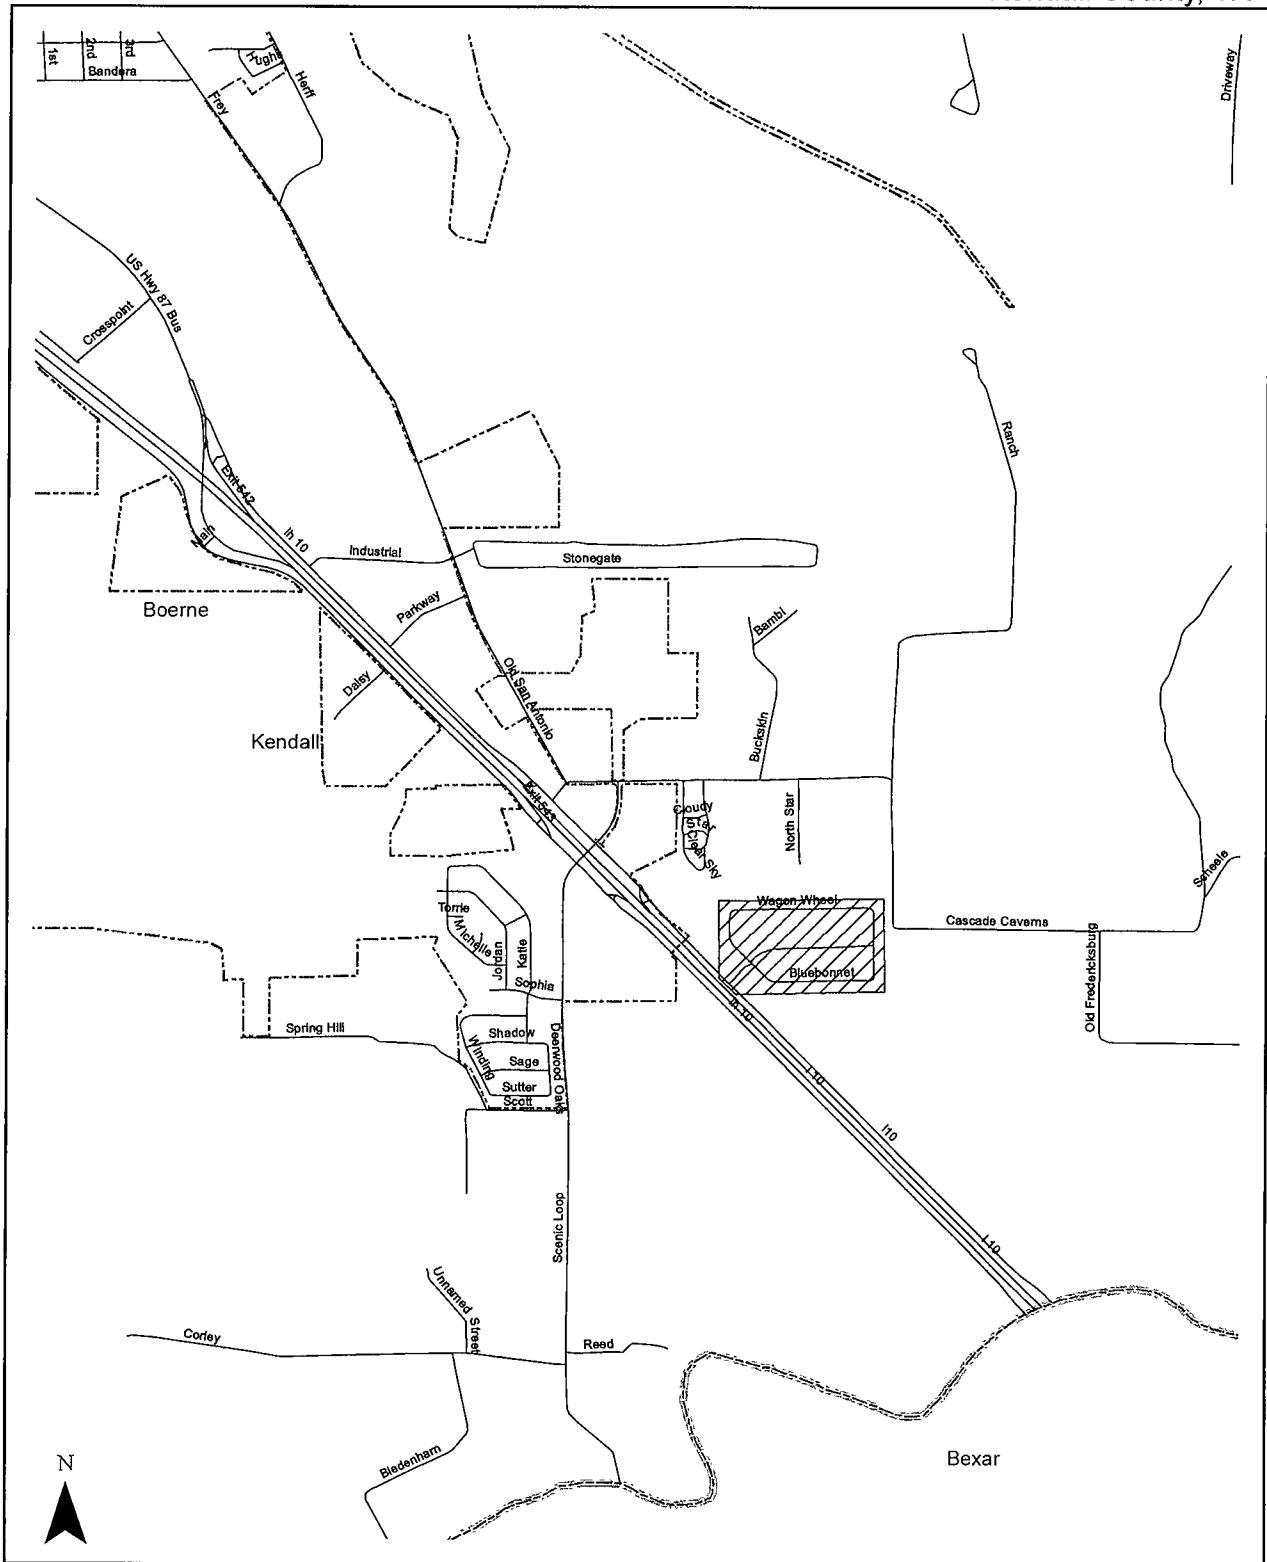 1st
2nd
3rd
Bandera
Frey
Herff
Driveway
US Hwy 87 Bus
Crosspoint
Ranch
Exit 542
Main
Ih 10
Industrial
Stonegate
Boerne
Parkway
Bambi
Daisy
Old San Antonio
Kendall
Buckskin
Exit 543
Cloudy
Star
Clear Sky
North Star
Scheele
Wagon Wheel
Cascade Caverns
Torrie
Michelle
Jordan
Katie
Bluebonnet
Old Fredericksburg
Sophia
Ih 10
Spring Hill
Shadow
Winding
Sage
Deerwood Oaks
Sutter
Scott
I 10
I10
Scenic Loop
I 10
Unnamed Street
Corley
Reed
Biedenharn
Bexar
N